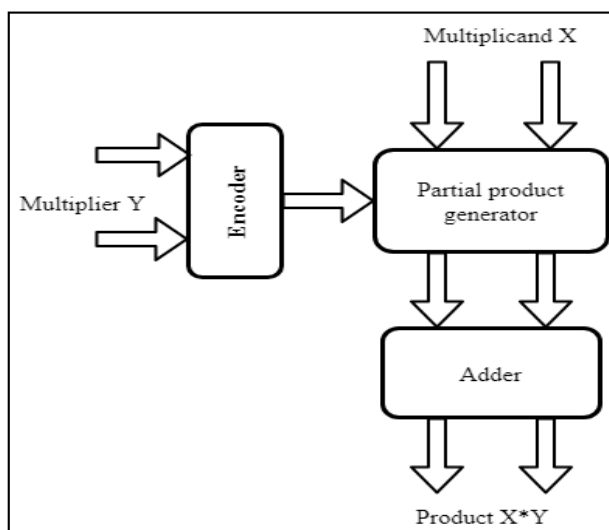 Multiplicand X
Multiplier Y
Encoder
Partial product
generator
Adder
Product X*Y